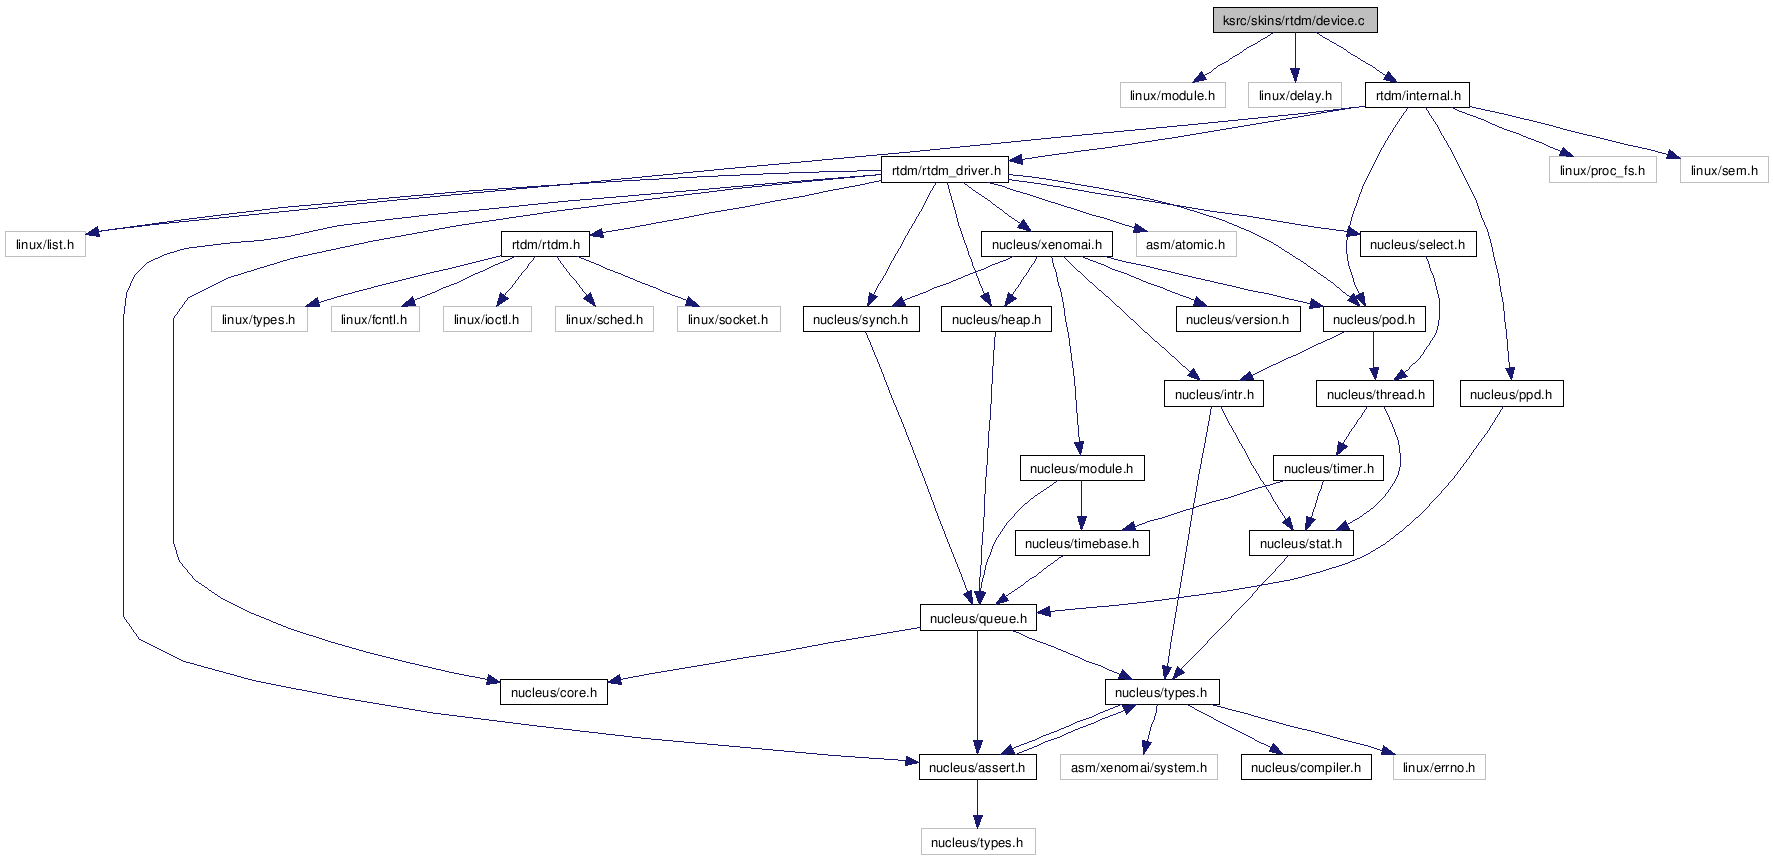 ksrc/skins/rtdm/device.c
linux/module.h
linux/delay.h
rtdm/internal.h
rtdm/rtdm_driver.h
linux/proc_fs.h
linux/sem.h
linux/list.h
rtdm/rtdm.h
nucleus/xenomai.h
asm/atomic.h
nucleus/select.h
linux/types.h
linux/fcntl.h
linux/ioctl.h
linux/sched.h
linux/socket.h
nucleus/synch.h
nucleus/heap.h
nucleus/version.h
nucleus/pod.h
nucleus/intr.h
nucleus/thread.h
nucleus/ppd.h
nucleus/module.h
nucleus/timer.h
nucleus/timebase.h
nucleus/stat.h
nucleus/queue.h
nucleus/core.h
nucleus/types.h
nucleus/assert.h
asm/xenomai/system.h
nucleus/compiler.h
linux/errno.h
nucleus/types.h